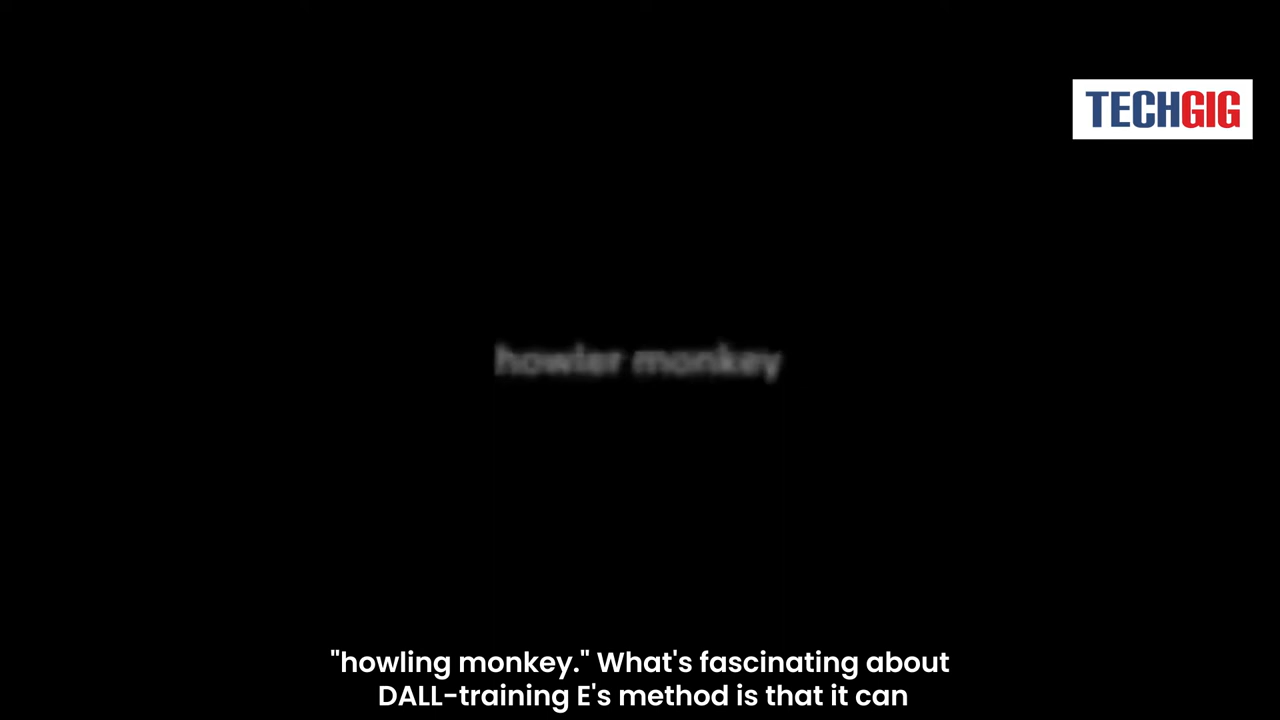 TECHGIG
howler monkey
"howling monkey." What's fascinating about
DALL-training E's method is that it can